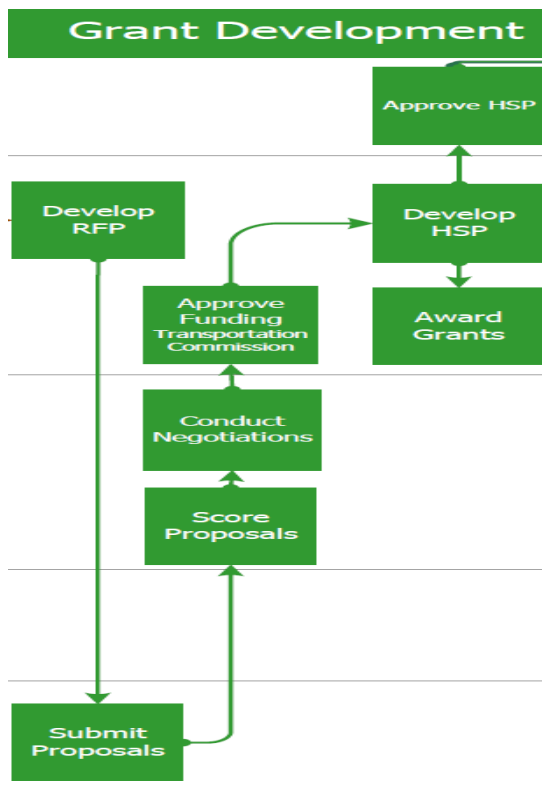 Grant Development
Approve HSP
Develop
RFP
Develop
HSP
Approve
Funding
Transportation
Commission
Award
Grants
Conduct
Negotiations
Score
Proposals
Submit
Proposals